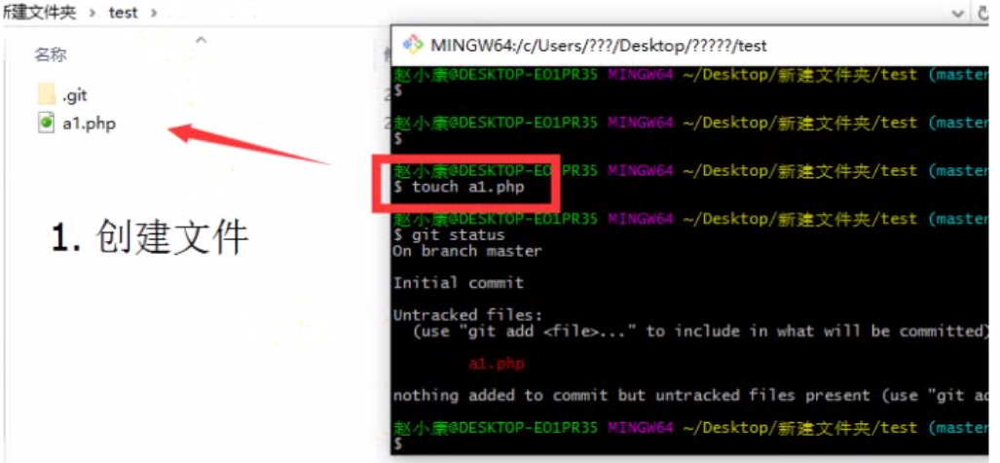 新建文件夹 › test ›
名称
.git
a1.php
1. 创建文件
MINGW64:/c/Users/???/Desktop/?????/test
赵小康@DESKTOP-EO1PR35 MINGW64 ~/Desktop/新建文件夹/test (master
$
赵小康@DESKTOP-EO1PR35 MINGW64 ~/Desktop/新建文件夹/test (master
$
赵小康@DESKTOP-EO1PR35 MINGW64 ~/Desktop/新建文件夹/test (master
$ touch a1.php
赵小康@DESKTOP-EO1PR35 MINGW64 ~/Desktop/新建文件夹/test (master
$ git status
On branch master
Initial commit
Untracked files:
(use "git add <file>..." to include in what will be committed)
a1.php
nothing added to commit but untracked files present (use "git ad
赵小康@DESKTOP-EO1PR35 MINGW64 ~/Desktop/新建文件夹/test (master
$